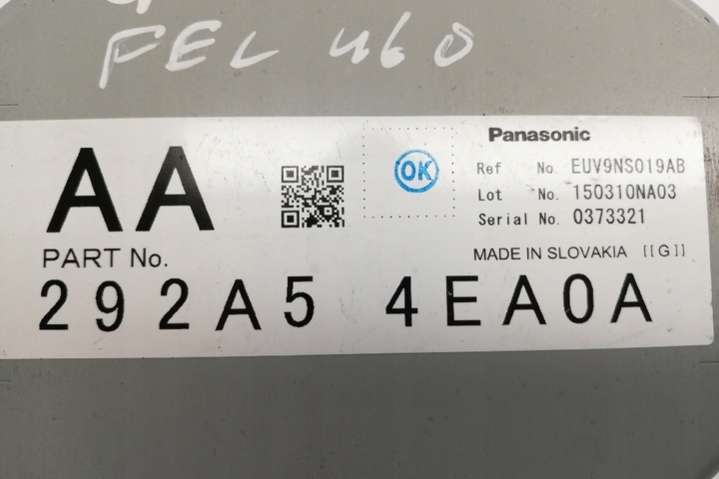 FEL 460
AA
OK
Panasonic
Ref No. EUV9NS019AB
Lot No. 150310NA03
Serial No. 0373321
MADE IN SLOVAKIA [[G]]
PART No.
292A5 4EA0A